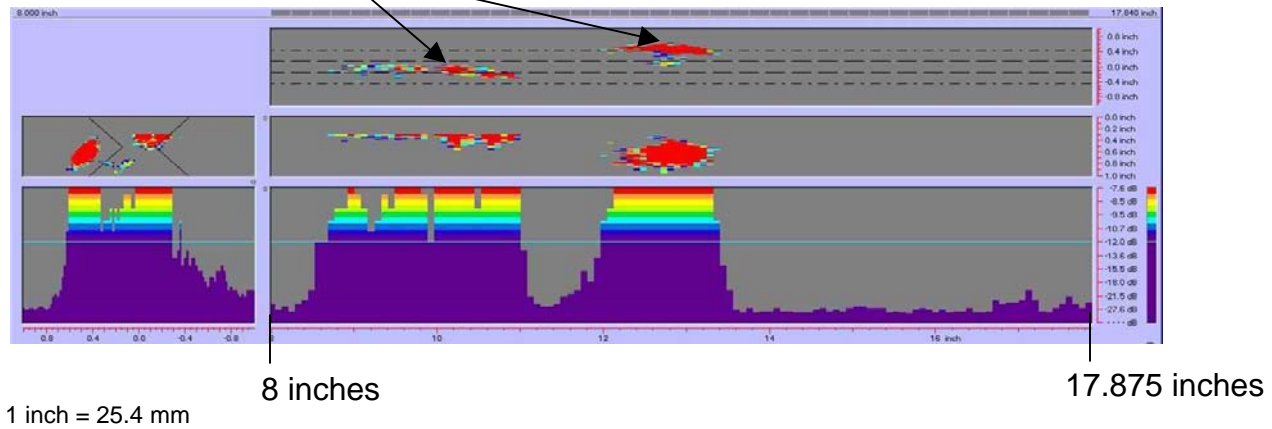 8.000 inch 17.840 inch
0.8 inch
0.4 inch
0.0 inch
-0.4 inch
-0.8 inch
0 0.0 inch
0.2 inch
0.4 inch
0.6 inch
0.8 inch
1.0 inch
0 -7.6 dB
-8.5 dB
-9.5 dB
-10.7 dB
-12.0 dB
-13.6 dB
-15.5 dB
-18.0 dB
-21.5 dB
-27.6 dB
---- dB
0.8 0.4 0.0 -0.4 -0.8 10 12 14 16 inch
8 inches 17.875 inches
1 inch = 25.4 mm